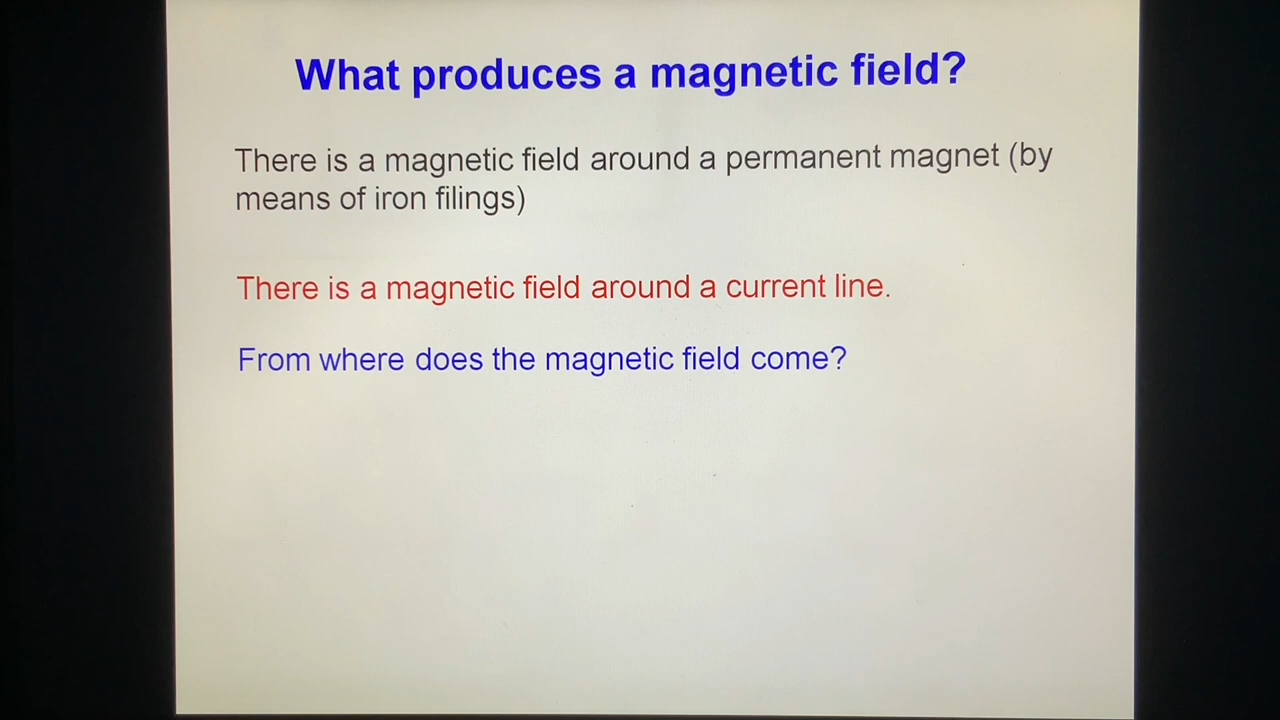 What produces a magnetic field?
There is a magnetic field around a permanent magnet (by
means of iron filings)
There is a magnetic field around a current line.
From where does the magnetic field come?